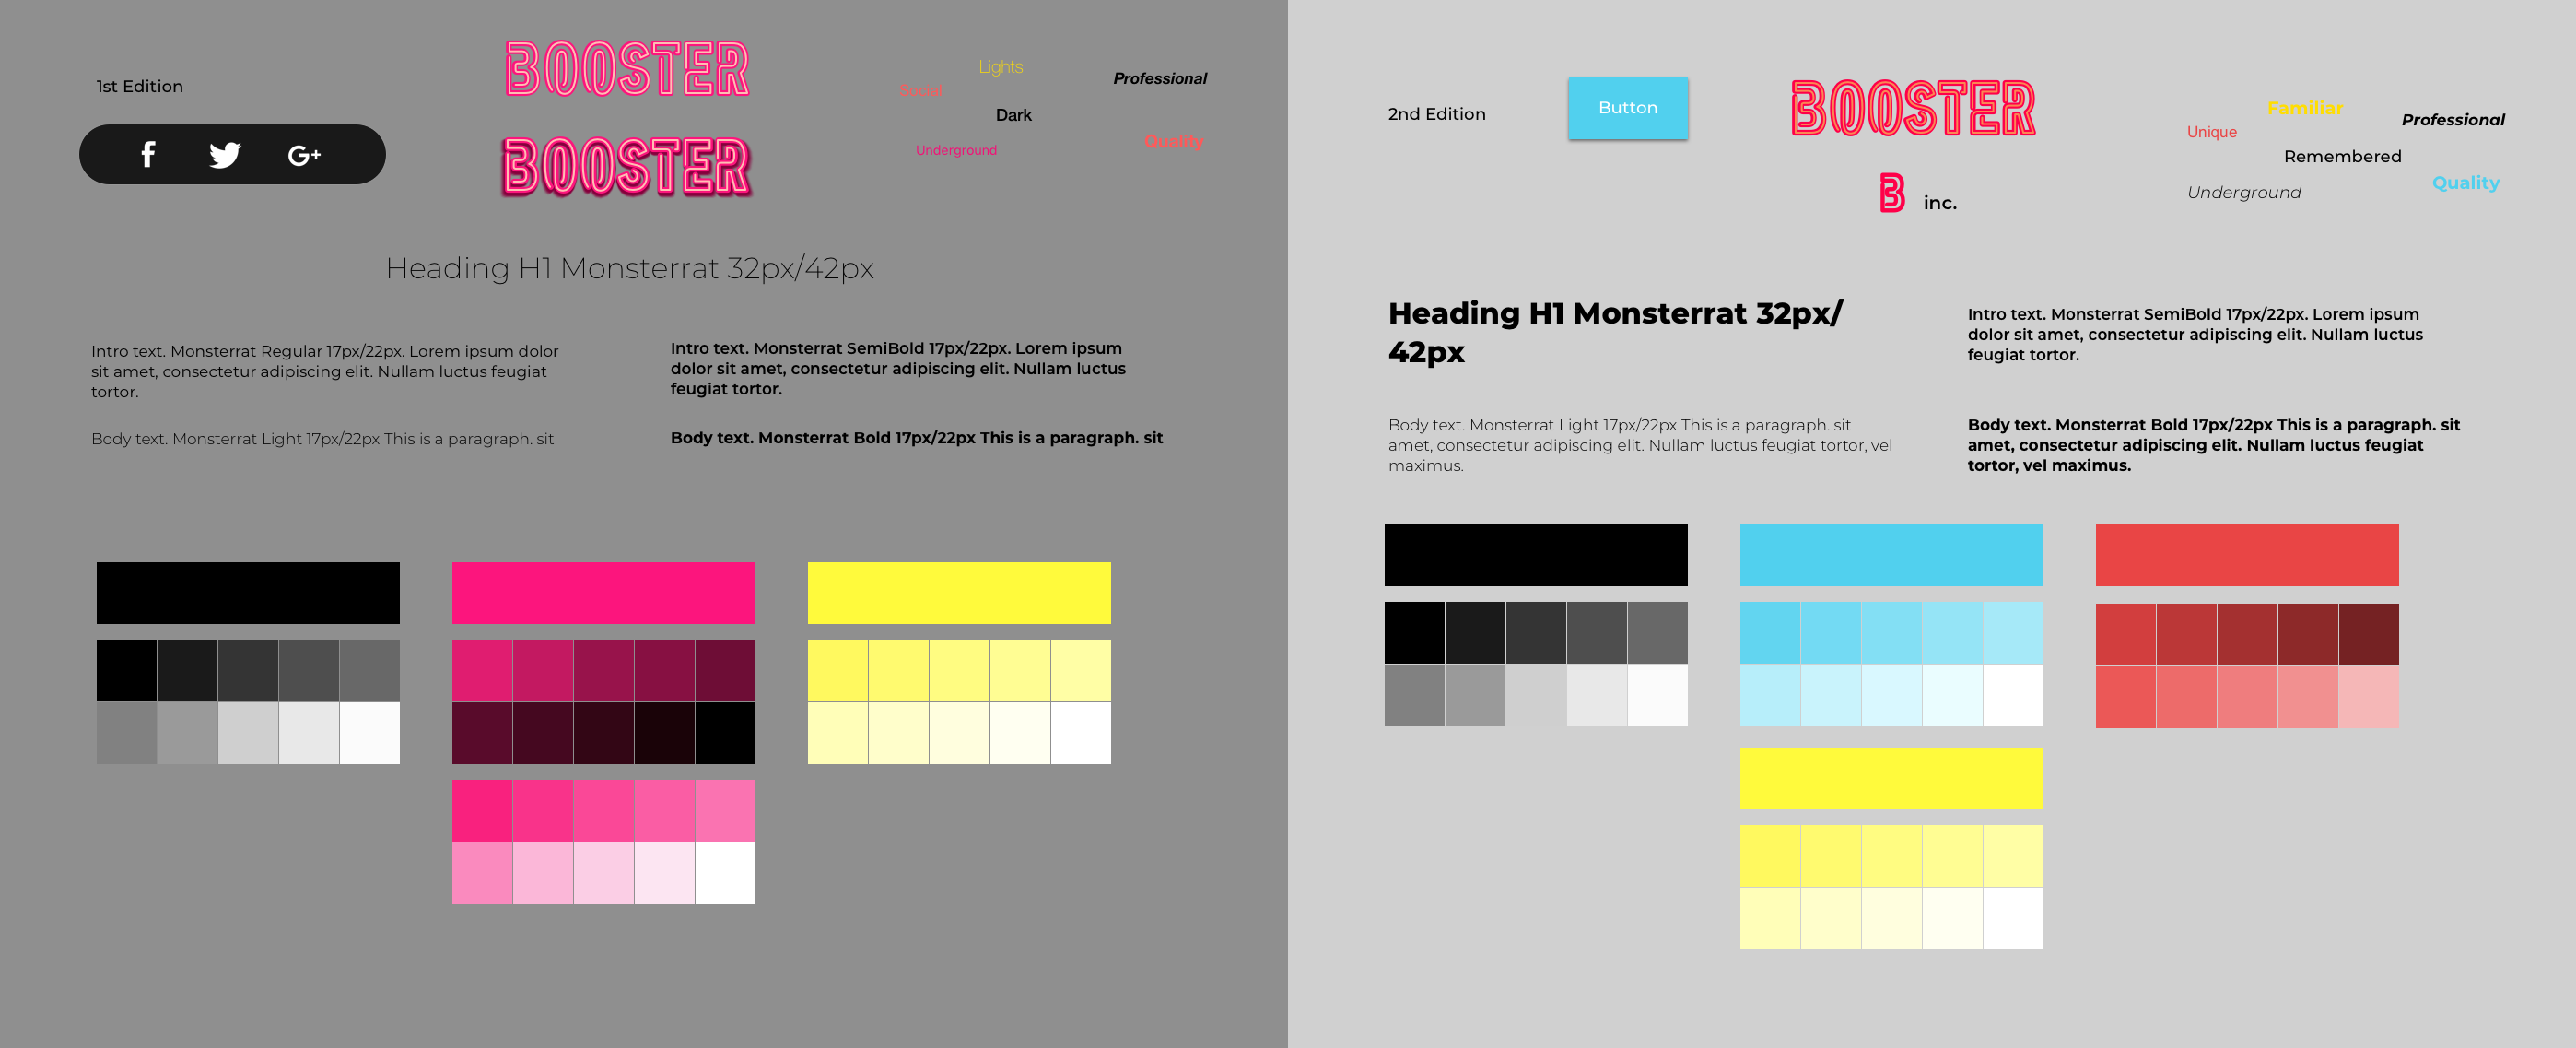 1st Edition
f
G+
BOOSTER
BOOSTER
Lights
Social
Professional
Dark
Underground
Quality
Heading H1 Monsterrat 32px/42px
Intro text. Monsterrat Regular 17px/22px. Lorem ipsum dolor
sit amet, consectetur adipiscing elit. Nullam luctus feugiat
tortor.
Intro text. Monsterrat SemiBold 17px/22px. Lorem ipsum
dolor sit amet, consectetur adipiscing elit. Nullam luctus
feugiat tortor.
Body text. Monsterrat Light 17px/22px This is a paragraph. sit
Body text. Monsterrat Bold 17px/22px This is a paragraph. sit
2nd Edition
Button
BOOSTER
B inc.
Familiar
Unique
Professional
Remembered
Underground
Quality
Heading H1 Monsterrat 32px/
42px
Intro text. Monsterrat SemiBold 17px/22px. Lorem ipsum
dolor sit amet, consectetur adipiscing elit. Nullam luctus
feugiat tortor.
Body text. Monsterrat Light 17px/22px This is a paragraph. sit
amet, consectetur adipiscing elit. Nullam luctus feugiat tortor, vel
maximus.
Body text. Monsterrat Bold 17px/22px This is a paragraph. sit
amet, consectetur adipiscing elit. Nullam luctus feugiat
tortor, vel maximus.